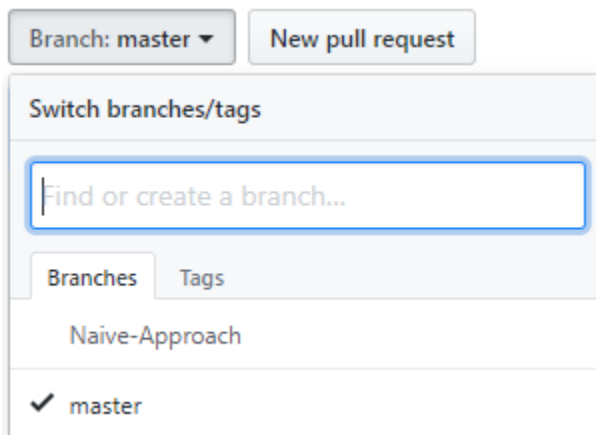 Branch: master New pull request
Switch branches/tags
Find or create a branch...
Branches Tags
Naive-Approach
master